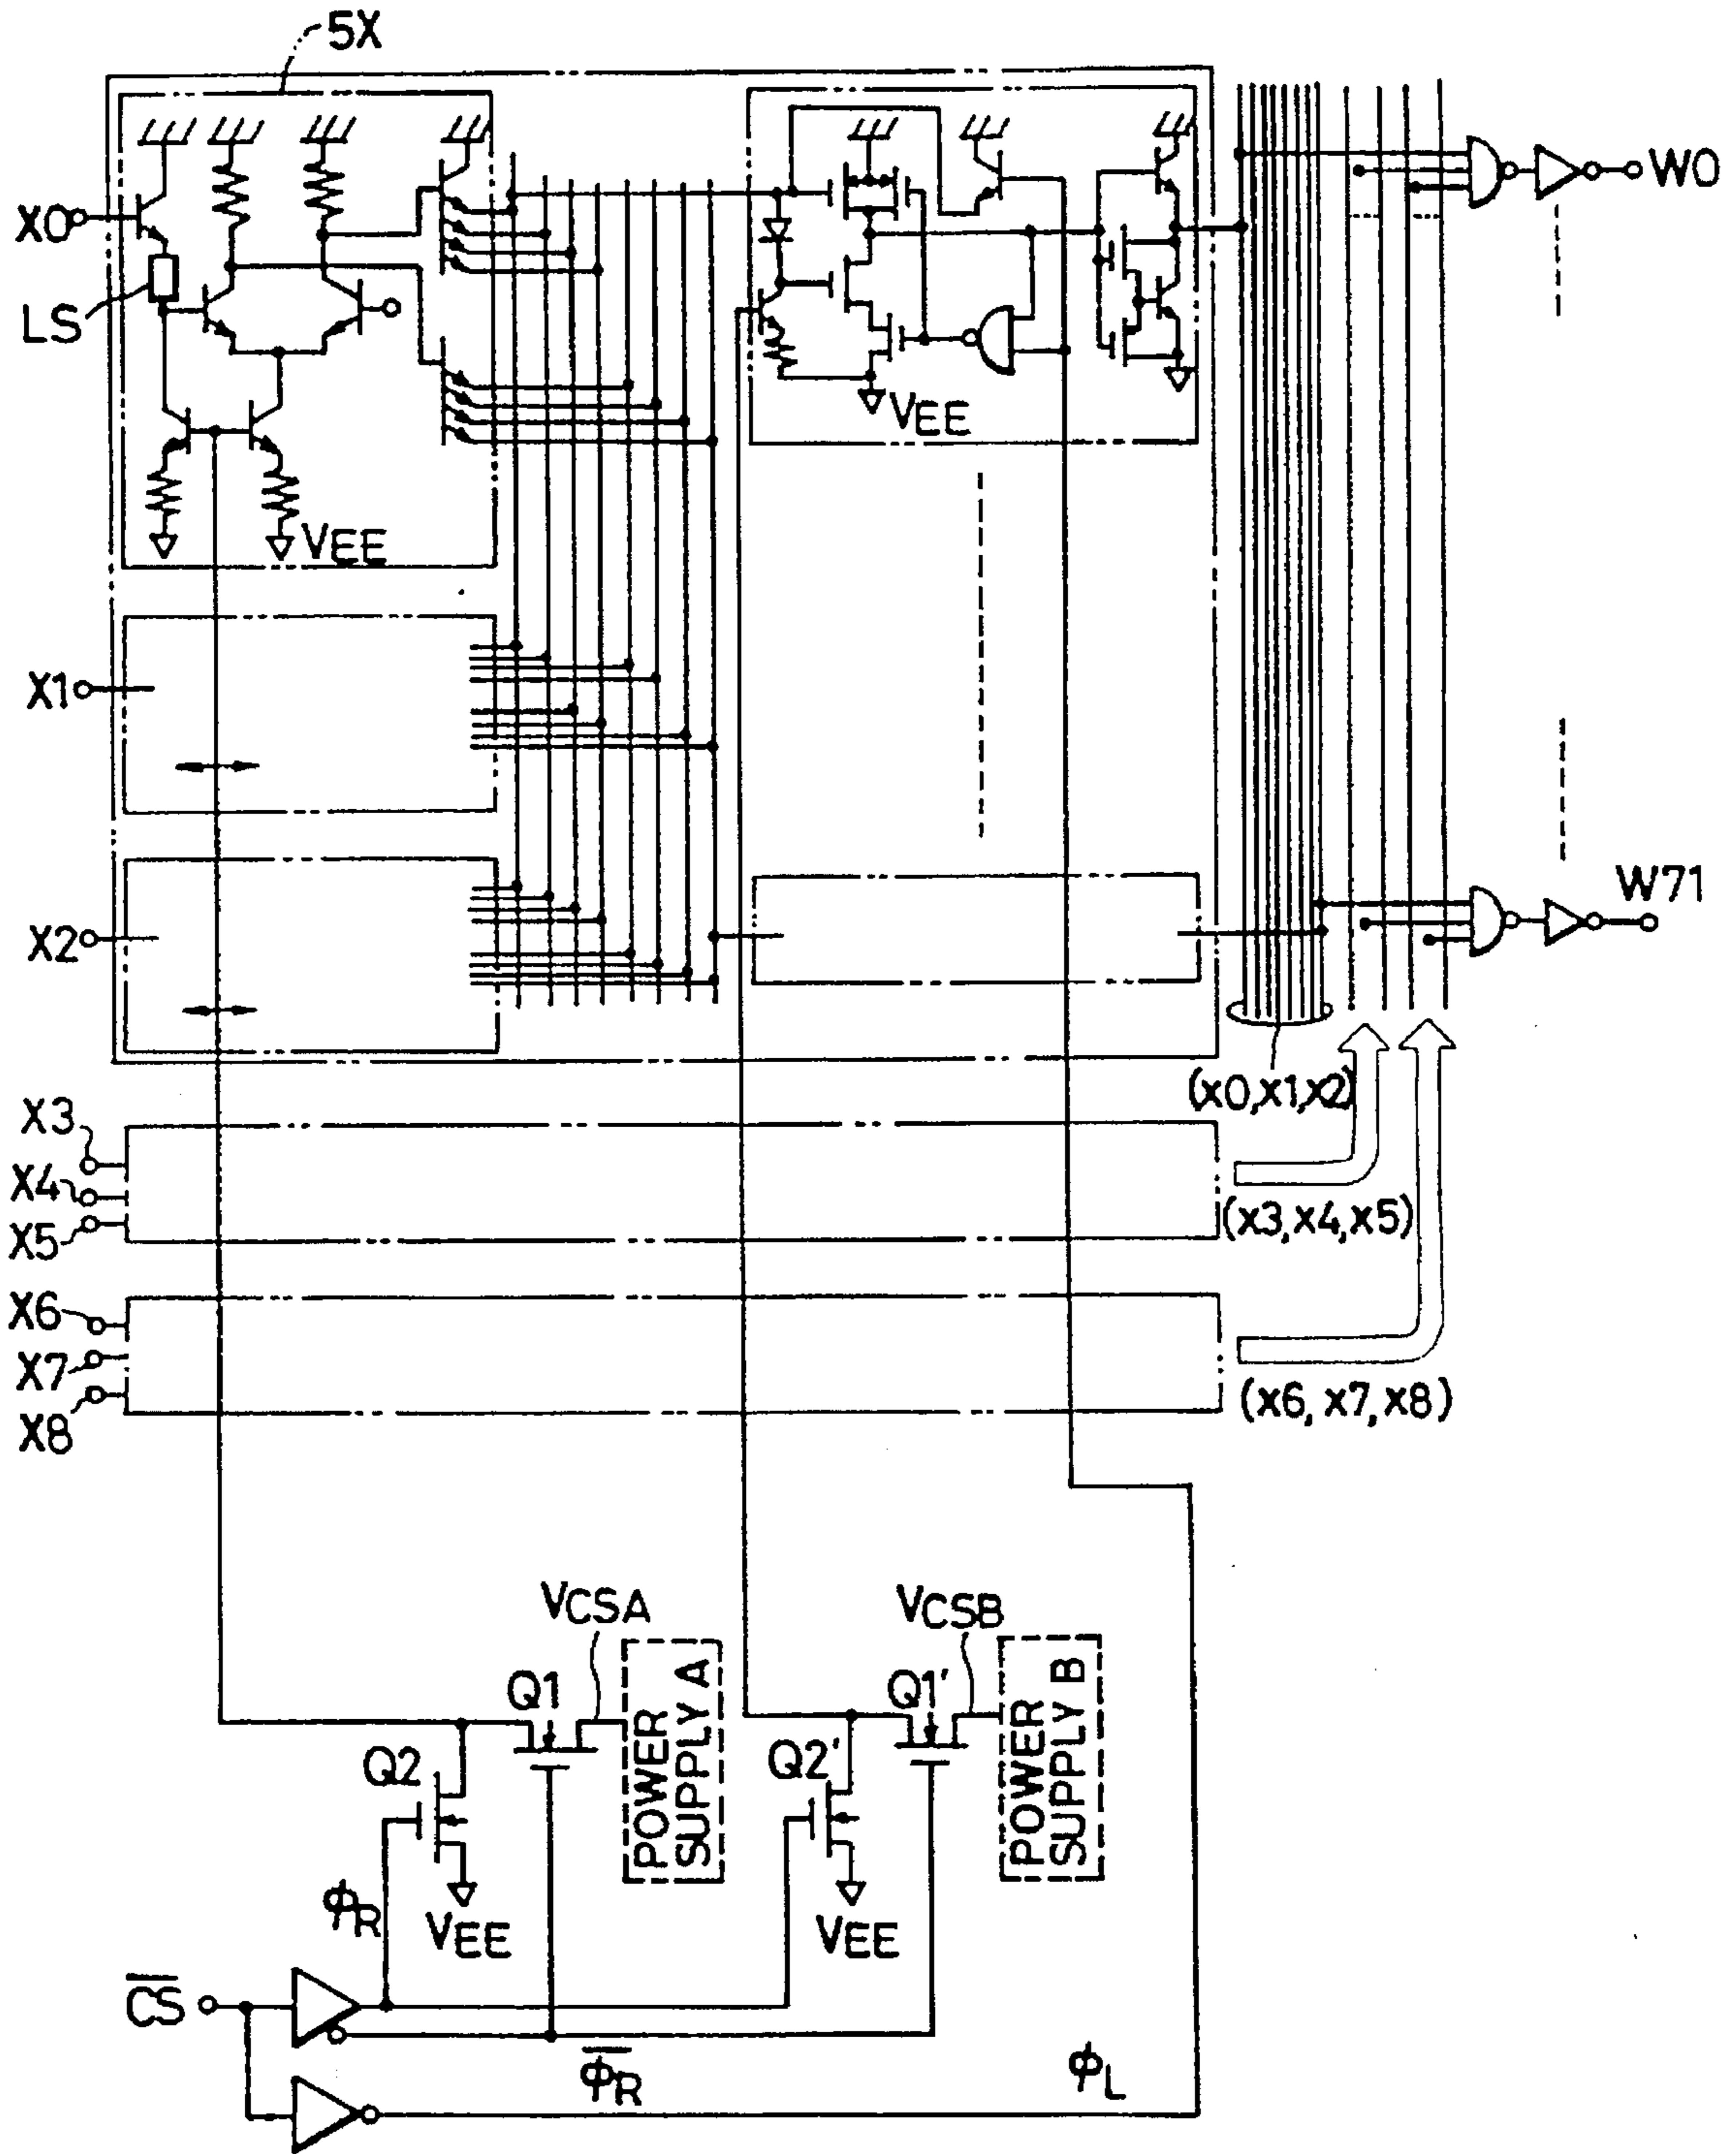 5X
X0
W0
LS
VEE
VEE
X1
X2
W71
(x0,x1,x2)
X3
X4
X5
(x3,x4,x5)
X6
X7
X8
(x6,x7,x8)
VCSA
VCSB
Q1
Q1'
POWER SUPPLY A
POWER SUPPLY B
Q2
Q2'
ϕR
VEE
VEE
C̅S̅
ϕ̅R̅
ϕL